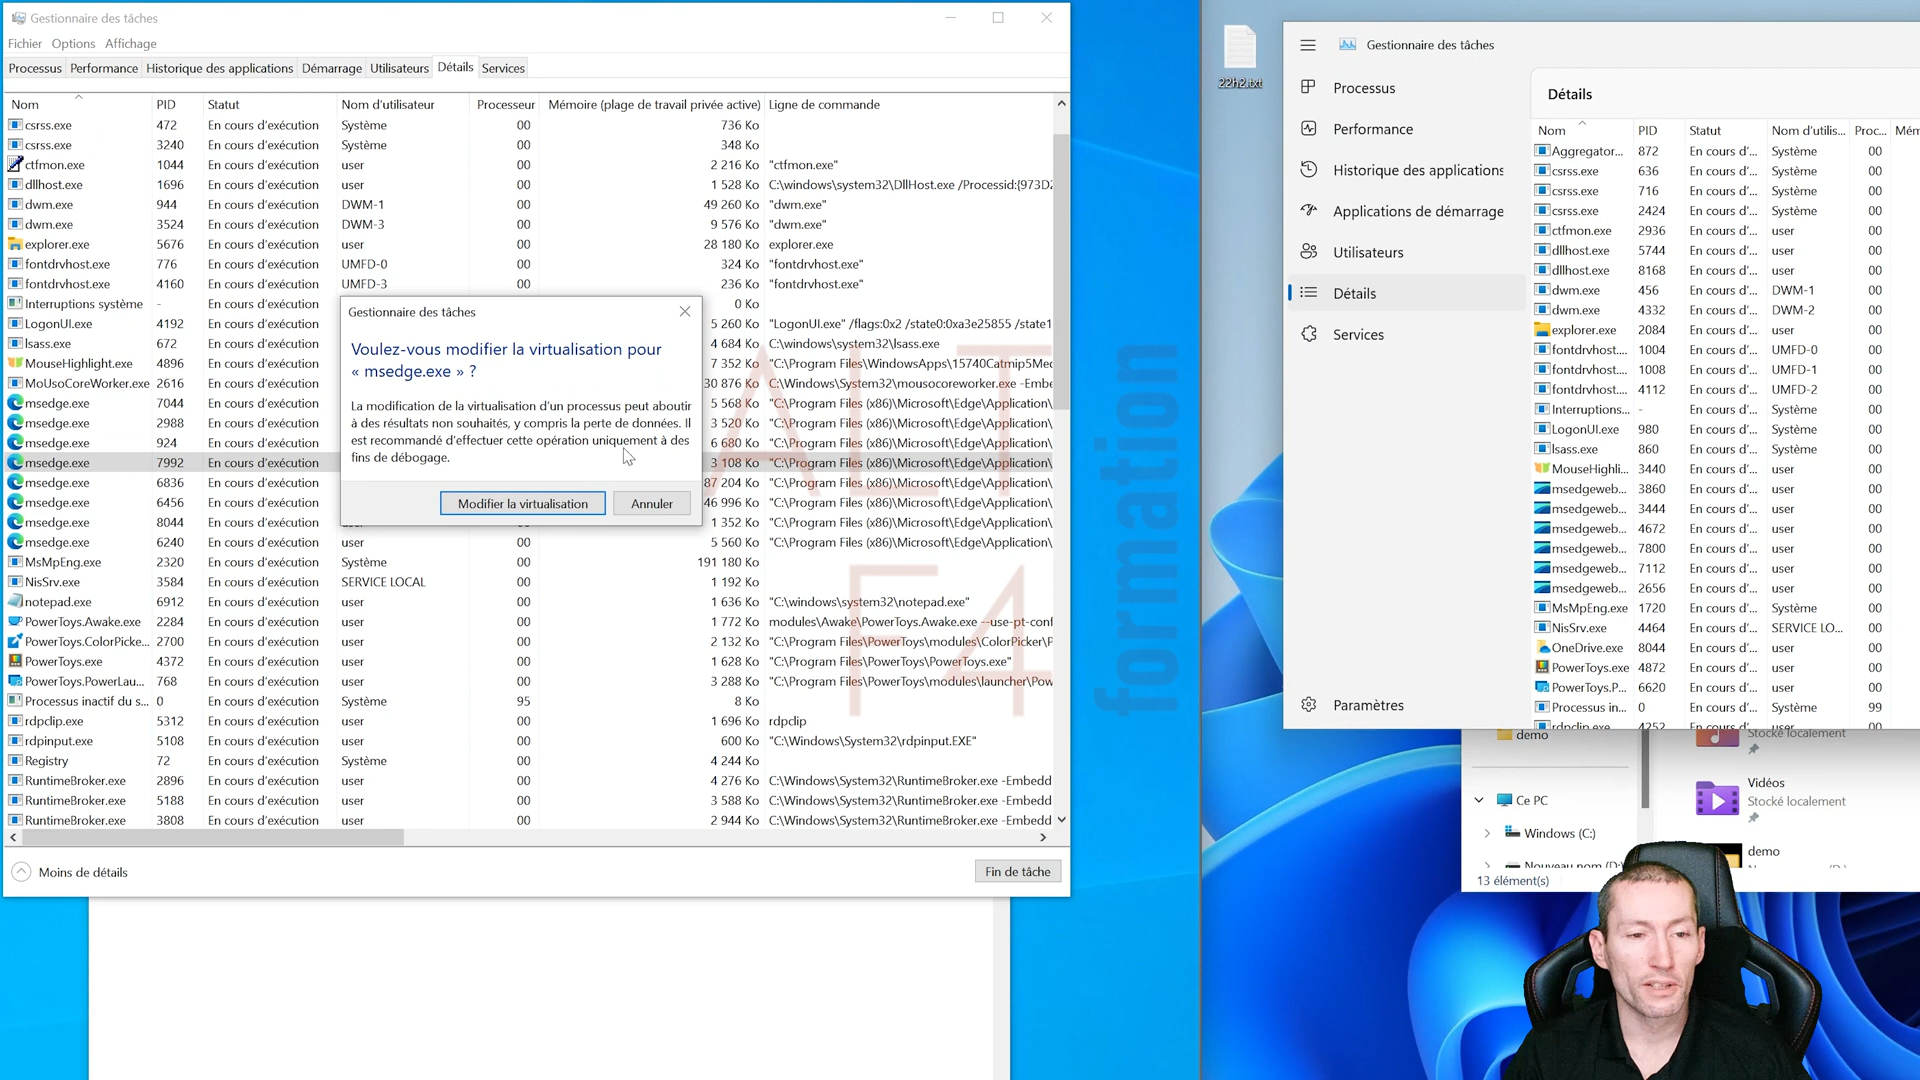 Gestionnaire des tâches
Fichier Options Affichage
Processus Performance Historique des applications Démarrage Utilisateurs Détails Services
Nom PID Statut Nom d'utilisateur Processeur Mémoire (plage de travail privée active) Ligne de commande
csrss.exe 472 En cours d'exécution Système 00 736 Ko
csrss.exe 3240 En cours d'exécution Système 00 348 Ko
ctfmon.exe 1044 En cours d'exécution user 00 2 216 Ko "ctfmon.exe"
dllhost.exe 1696 En cours d'exécution user 00 1 528 Ko C:\windows\system32\DllHost.exe /Processid:{973D2
dwm.exe 944 En cours d'exécution DWM-1 00 49 260 Ko "dwm.exe"
dwm.exe 3524 En cours d'exécution DWM-3 00 9 576 Ko "dwm.exe"
explorer.exe 5676 En cours d'exécution user 00 28 180 Ko explorer.exe
fontdrvhost.exe 776 En cours d'exécution UMFD-0 00 324 Ko "fontdrvhost.exe"
fontdrvhost.exe 4160 En cours d'exécution UMFD-3 00 236 Ko "fontdrvhost.exe"
Interruptions système - En cours d'exécution 0 Ko
LogonUI.exe 4192 En cours d'exécution 5 260 Ko "LogonUI.exe" /flags:0x2 /state0:0xa3e25855 /state1
lsass.exe 672 En cours d'exécution 4 684 Ko C:\windows\system32\lsass.exe
MouseHighlight.exe 4896 En cours d'exécution 7 352 Ko "C:\Program Files\WindowsApps\15740Catmip5Med
MoUsoCoreWorker.exe 2616 En cours d'exécution 30 876 Ko C:\Windows\System32\mousocoreworker.exe -Embe
msedge.exe 7044 En cours d'exécution 5 568 Ko "C:\Program Files (x86)\Microsoft\Edge\Application\
msedge.exe 2988 En cours d'exécution 3 520 Ko "C:\Program Files (x86)\Microsoft\Edge\Application\
msedge.exe 924 En cours d'exécution 6 680 Ko "C:\Program Files (x86)\Microsoft\Edge\Application\
msedge.exe 7992 En cours d'exécution 3 108 Ko "C:\Program Files (x86)\Microsoft\Edge\Application\
msedge.exe 6836 En cours d'exécution 87 204 Ko "C:\Program Files (x86)\Microsoft\Edge\Application\
msedge.exe 6456 En cours d'exécution 46 996 Ko "C:\Program Files (x86)\Microsoft\Edge\Application\
msedge.exe 8044 En cours d'exécution 1 352 Ko "C:\Program Files (x86)\Microsoft\Edge\Application\
msedge.exe 6240 En cours d'exécution user 00 5 560 Ko "C:\Program Files (x86)\Microsoft\Edge\Application\
MsMpEng.exe 2320 En cours d'exécution Système 00 191 180 Ko
NisSrv.exe 3584 En cours d'exécution SERVICE LOCAL 00 1 192 Ko
notepad.exe 6912 En cours d'exécution user 00 1 636 Ko "C:\windows\system32\notepad.exe"
PowerToys.Awake.exe 2284 En cours d'exécution user 00 1 772 Ko modules\Awake\PowerToys.Awake.exe --use-pt-conf
PowerToys.ColorPicke... 2700 En cours d'exécution user 00 2 132 Ko "C:\Program Files\PowerToys\modules\ColorPicker\P
PowerToys.exe 4372 En cours d'exécution user 00 1 628 Ko "C:\Program Files\PowerToys\PowerToys.exe"
PowerToys.PowerLau... 768 En cours d'exécution user 00 3 288 Ko "C:\Program Files\PowerToys\modules\launcher\Pow
Processus inactif du s... 0 En cours d'exécution Système 95 8 Ko
rdpclip.exe 5312 En cours d'exécution user 00 1 696 Ko rdpclip
rdpinput.exe 5108 En cours d'exécution user 00 600 Ko "C:\Windows\System32\rdpinput.EXE"
Registry 72 En cours d'exécution Système 00 4 244 Ko
RuntimeBroker.exe 2896 En cours d'exécution user 00 4 276 Ko C:\Windows\System32\RuntimeBroker.exe -Embedd
RuntimeBroker.exe 5188 En cours d'exécution user 00 3 588 Ko C:\Windows\System32\RuntimeBroker.exe -Embedd
RuntimeBroker.exe 3808 En cours d'exécution user 00 2 944 Ko C:\Windows\System32\RuntimeBroker.exe -Embedd
Moins de détails
Fin de tâche
Gestionnaire des tâches
Voulez-vous modifier la virtualisation pour
« msedge.exe » ?
La modification de la virtualisation d'un processus peut aboutir
à des résultats non souhaités, y compris la perte de données. Il
est recommandé d'effectuer cette opération uniquement à des
fins de débogage.
Modifier la virtualisation Annuler
ALT
F4
formation
22h2.txt
Gestionnaire des tâches
Processus
Performance
Historique des applications
Applications de démarrage
Utilisateurs
Détails
Services
Paramètres
Détails
Nom PID Statut Nom d'utilis... Proc... Mém
Aggregator... 872 En cours d'... Système 00
csrss.exe 636 En cours d'... Système 00
csrss.exe 716 En cours d'... Système 00
csrss.exe 2424 En cours d'... Système 00
ctfmon.exe 2936 En cours d'... user 00
dllhost.exe 5744 En cours d'... user 00
dllhost.exe 8168 En cours d'... user 00
dwm.exe 456 En cours d'... DWM-1 00
dwm.exe 4332 En cours d'... DWM-2 00
explorer.exe 2084 En cours d'... user 00
fontdrvhost.... 1004 En cours d'... UMFD-0 00
fontdrvhost.... 1008 En cours d'... UMFD-1 00
fontdrvhost.... 4112 En cours d'... UMFD-2 00
Interruptions... - En cours d'... Système 00
LogonUI.exe 980 En cours d'... Système 00
lsass.exe 860 En cours d'... Système 00
MouseHighli... 3440 En cours d'... user 00
msedgeweb... 3860 En cours d'... user 00
msedgeweb... 3444 En cours d'... user 00
msedgeweb... 4672 En cours d'... user 00
msedgeweb... 7800 En cours d'... user 00
msedgeweb... 7112 En cours d'... user 00
msedgeweb... 2656 En cours d'... user 00
MsMpEng.exe 1720 En cours d'... Système 00
NisSrv.exe 4464 En cours d'... SERVICE LO... 00
OneDrive.exe 8044 En cours d'... user 00
PowerToys.exe 4872 En cours d'... user 00
PowerToys.P... 6620 En cours d'... user 00
Processus in... 0 En cours d'... Système 99
rdpclip.exe 4252 En cours d'... user 00
demo
Stocké localement
Ce PC
Vidéos
Stocké localement
Windows (C:)
demo
Nouveau nom (D:)
13 élément(s)